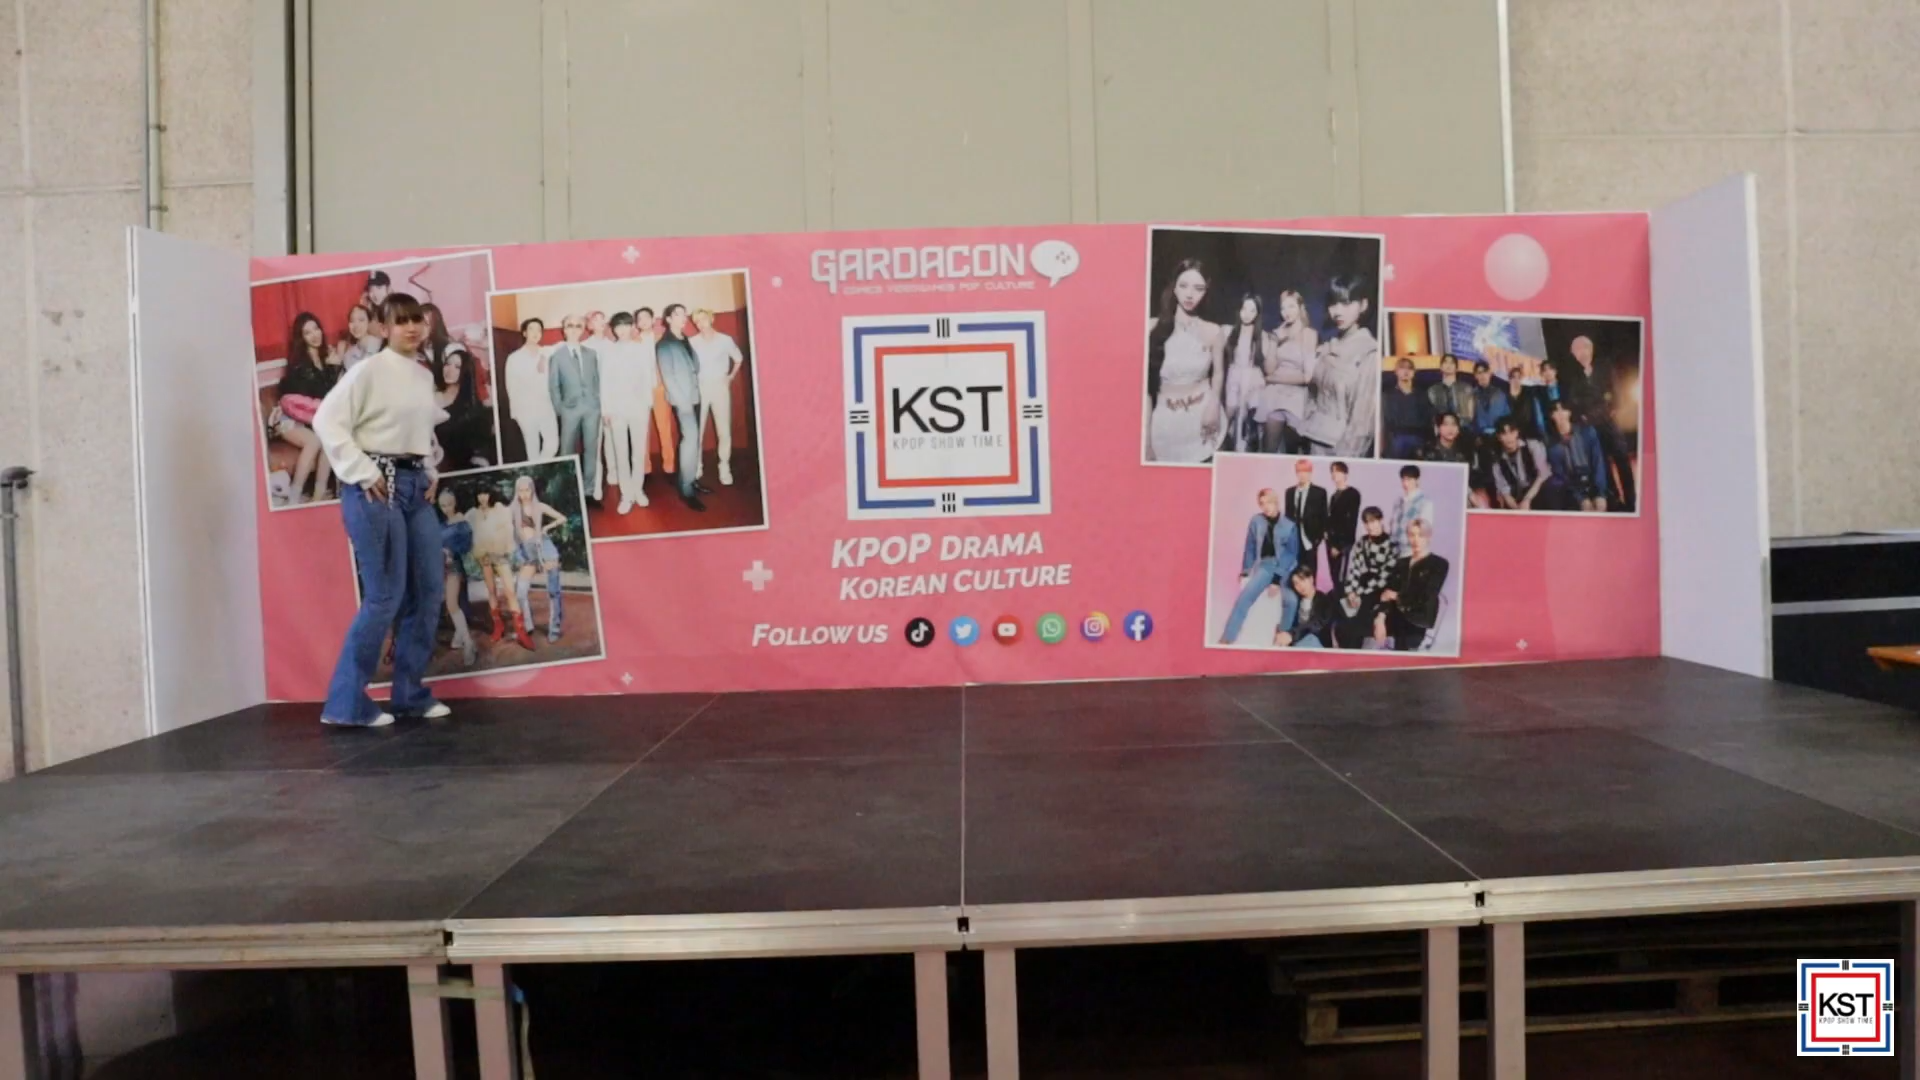 GARDACON
COMICS VIDEOGAMES POP CULTURE
KST
KPOP SHOW TIME
KPOP DRAMA
KOREAN CULTURE
FOLLOW US
KST
KPOP SHOW TIME